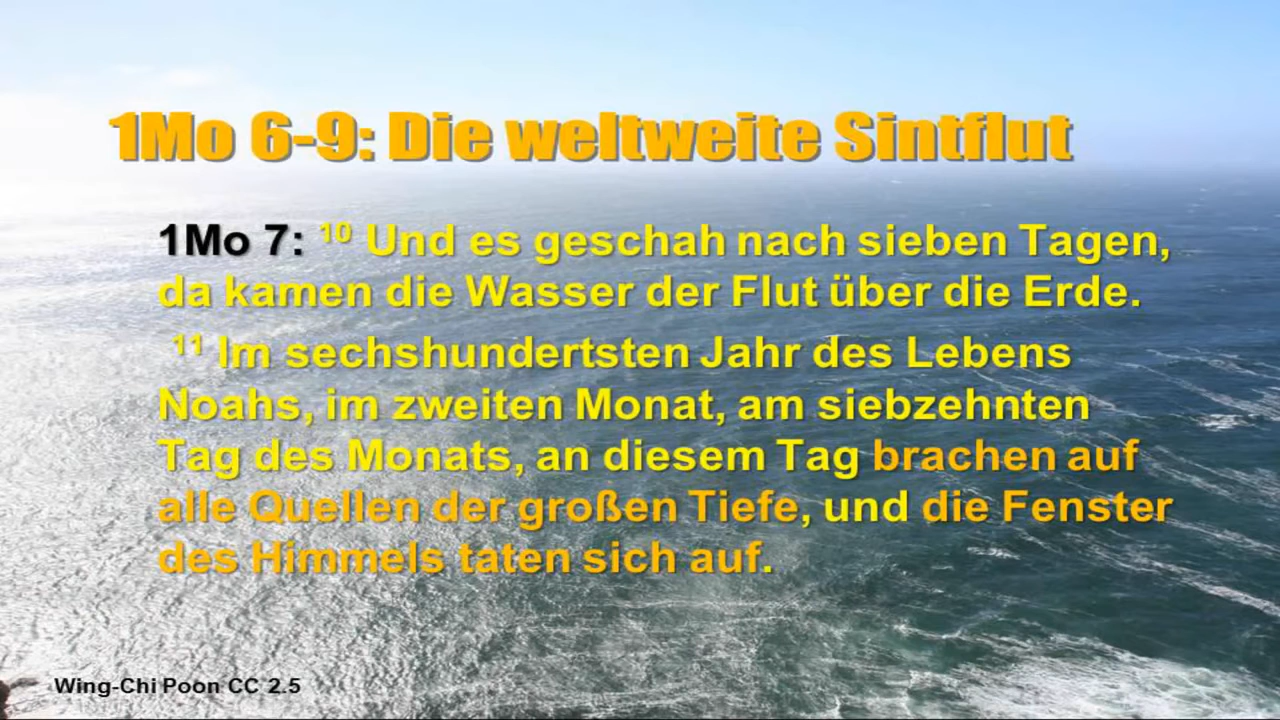 1Mo 6-9: Die weltweite Sintflut
1Mo 7: ¹⁰ Und es geschah nach sieben Tagen,
da kamen die Wasser der Flut über die Erde.
¹¹ Im sechshundertsten Jahr des Lebens
Noahs, im zweiten Monat, am siebzehnten
Tag des Monats, an diesem Tag brachen auf
alle Quellen der großen Tiefe, und die Fenster
des Himmels taten sich auf.
Wing-Chi Poon CC 2.5